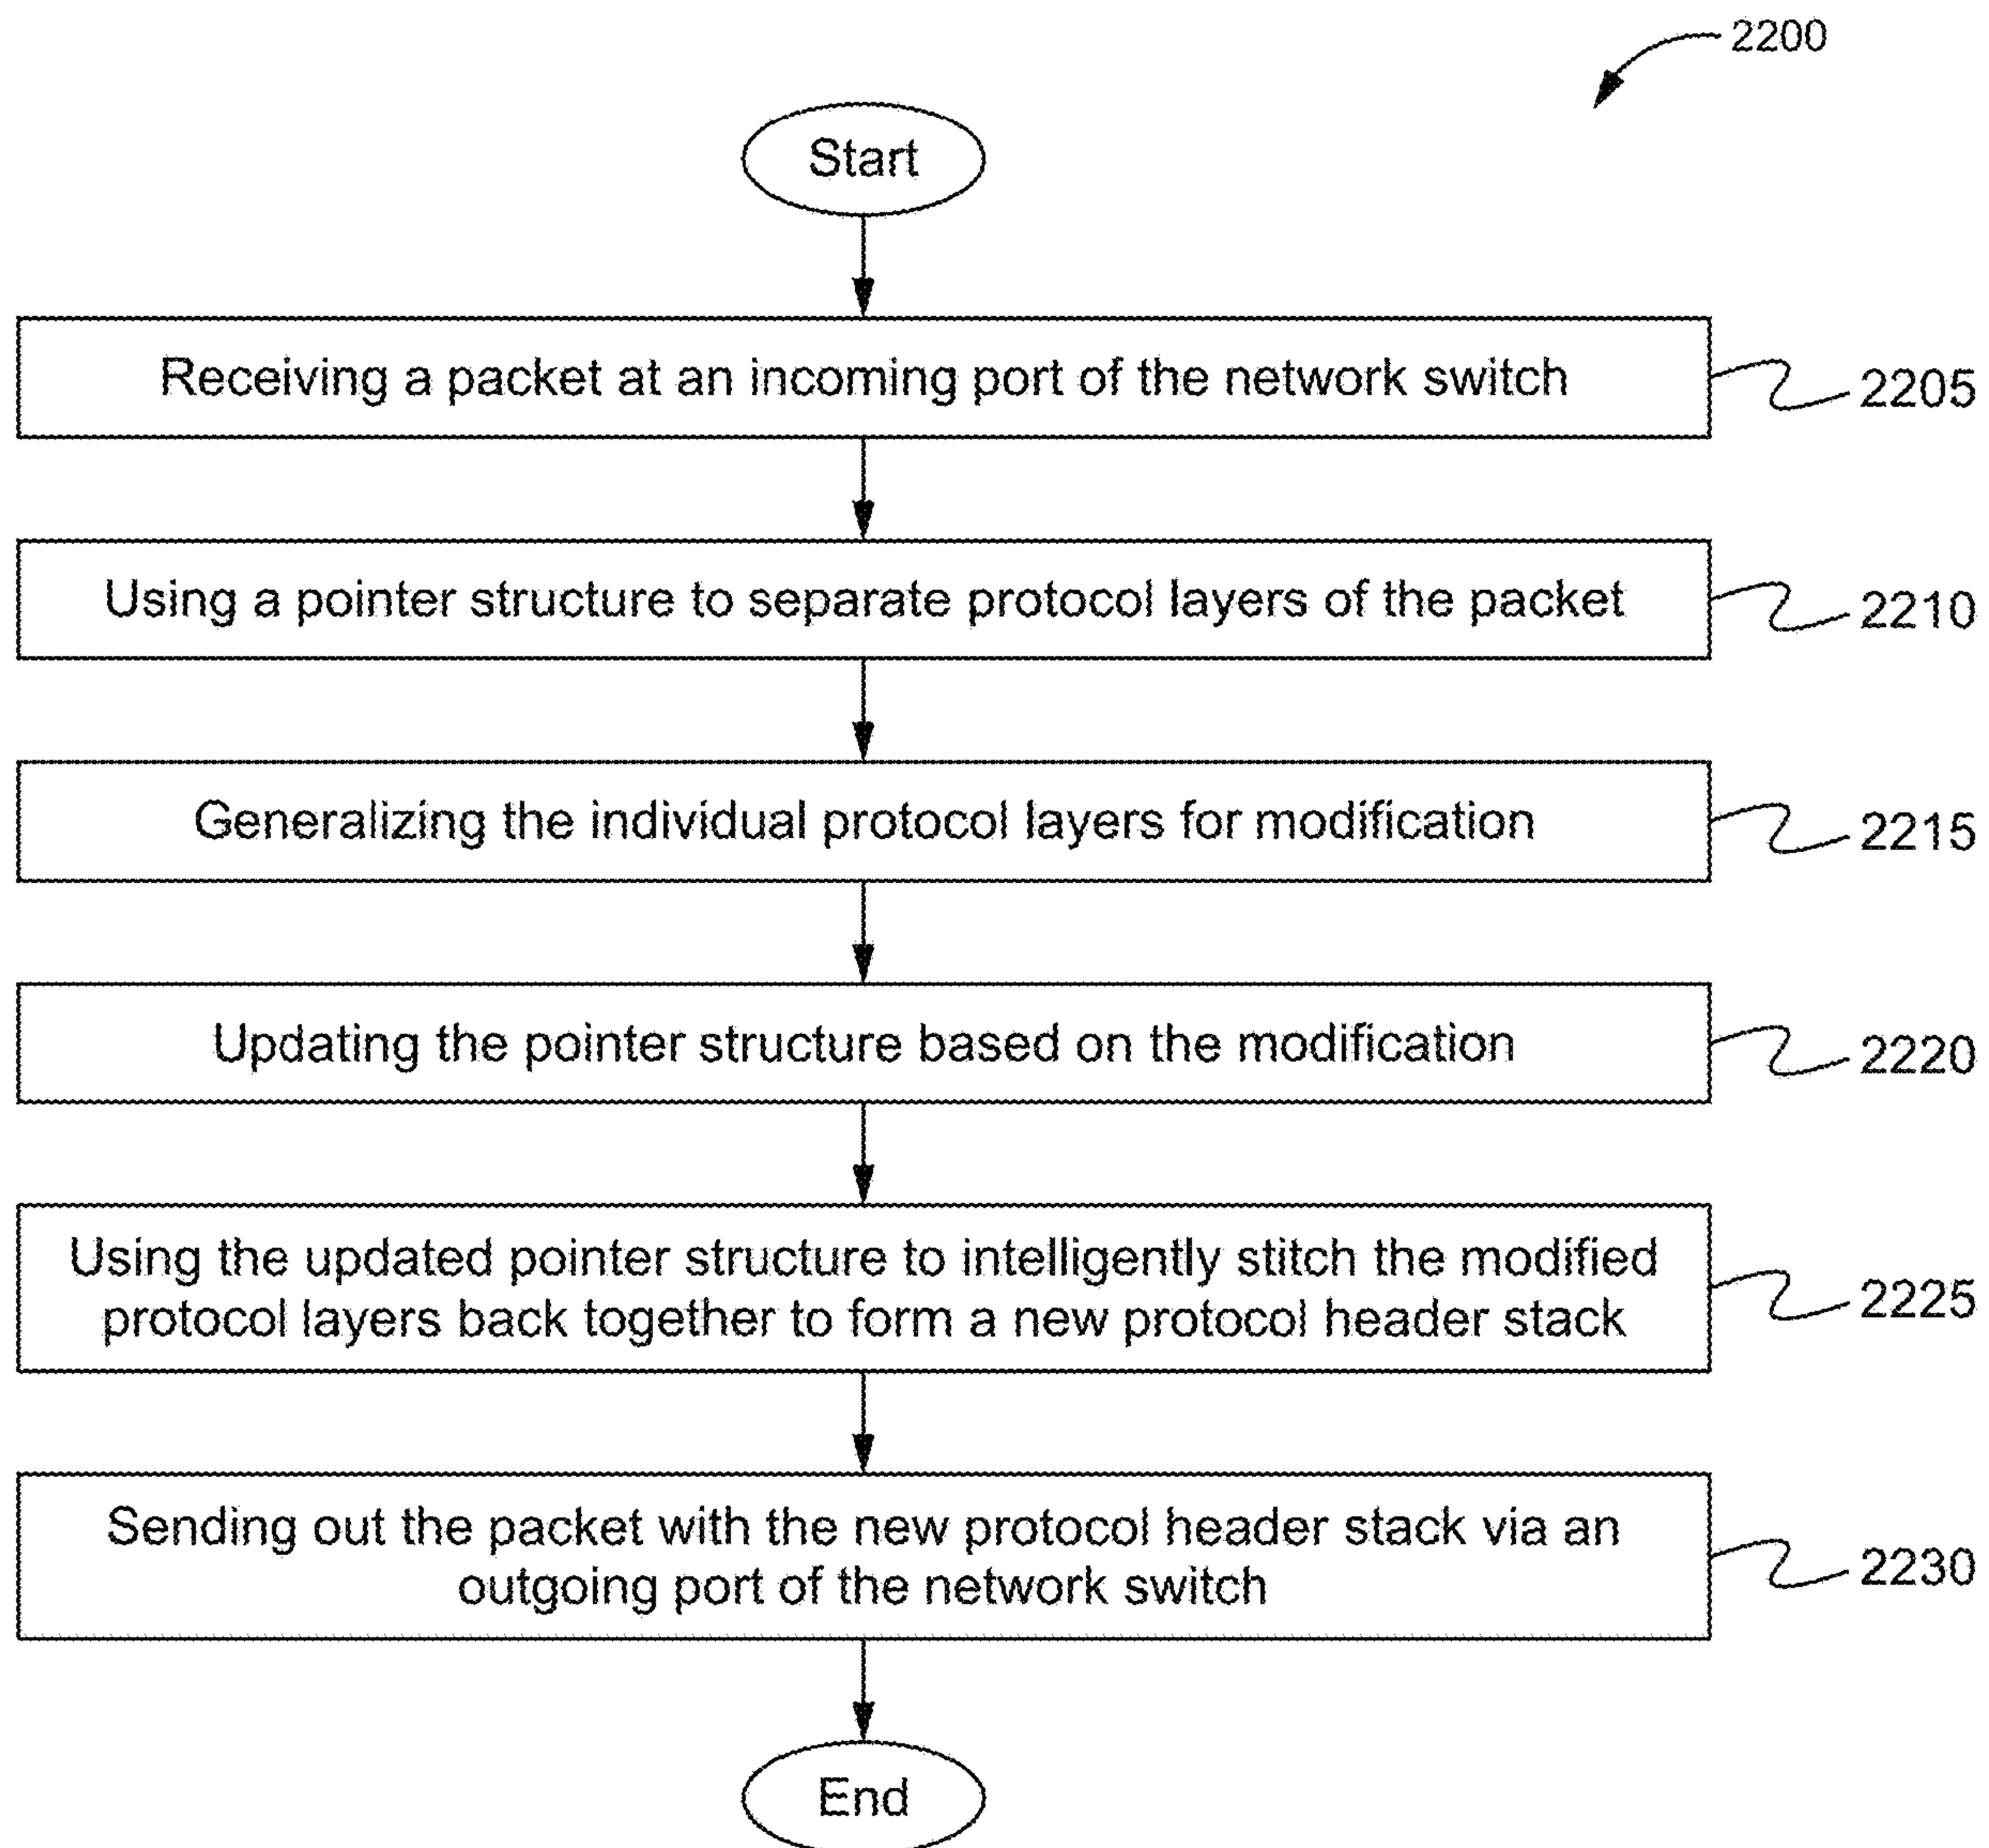 2200
Start
Receiving a packet at an incoming port of the network switch
2205
Using a pointer structure to separate protocol layers of the packet
2210
Generalizing the individual protocol layers for modification
2215
Updating the pointer structure based on the modification
2220
Using the updated pointer structure to intelligently stitch the modified
protocol layers back together to form a new protocol header stack
2225
Sending out the packet with the new protocol header stack via an
outgoing port of the network switch
2230
End